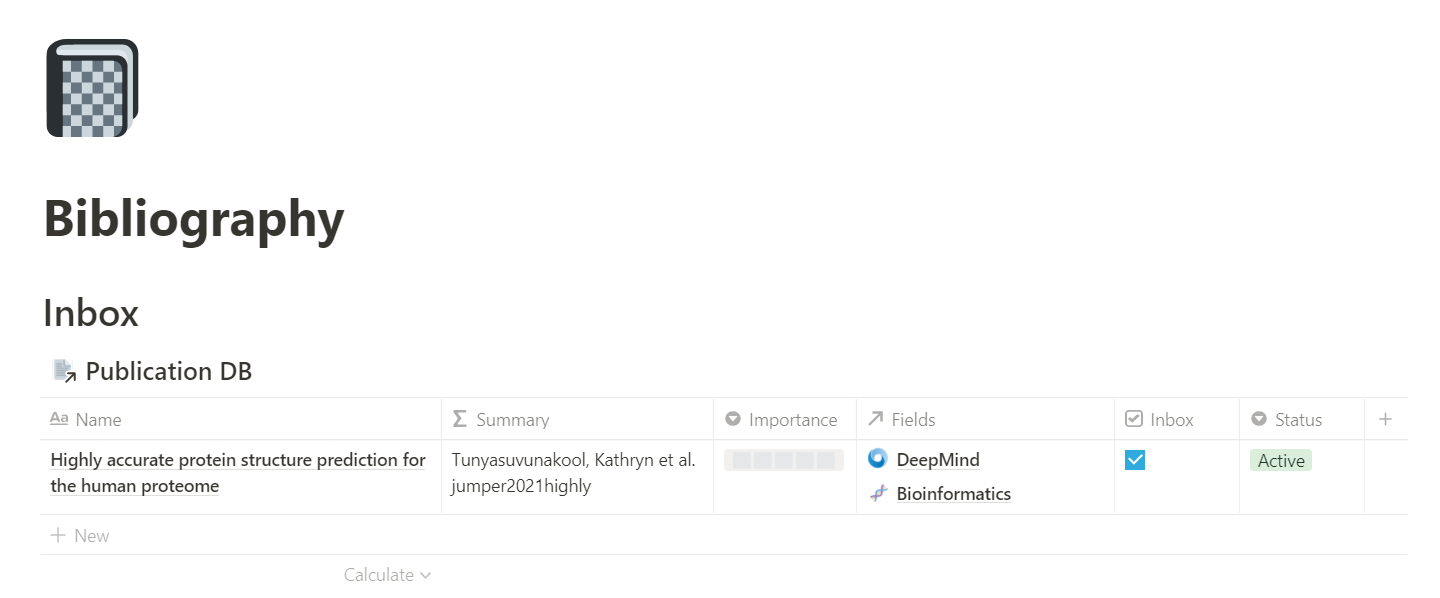 Bibliography
Inbox
Publication DB
Aa Name Σ Summary Importance Fields Inbox Status +
Highly accurate protein structure prediction for
the human proteome
Tunyasuvunakool, Kathryn et al.
jumper2021highly
DeepMind
Bioinformatics
Active
+ New
Calculate